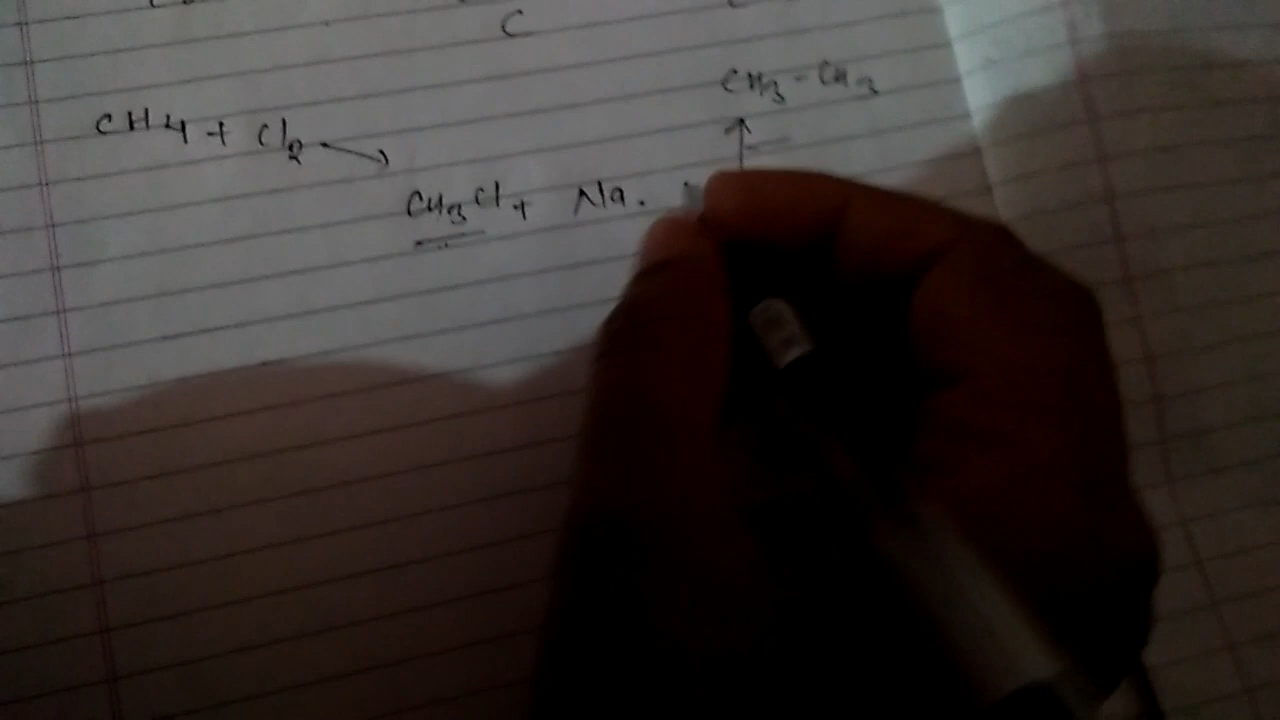 C
CH3 - CH3
CH4 + Cl2 →
CH3Cl + Na.